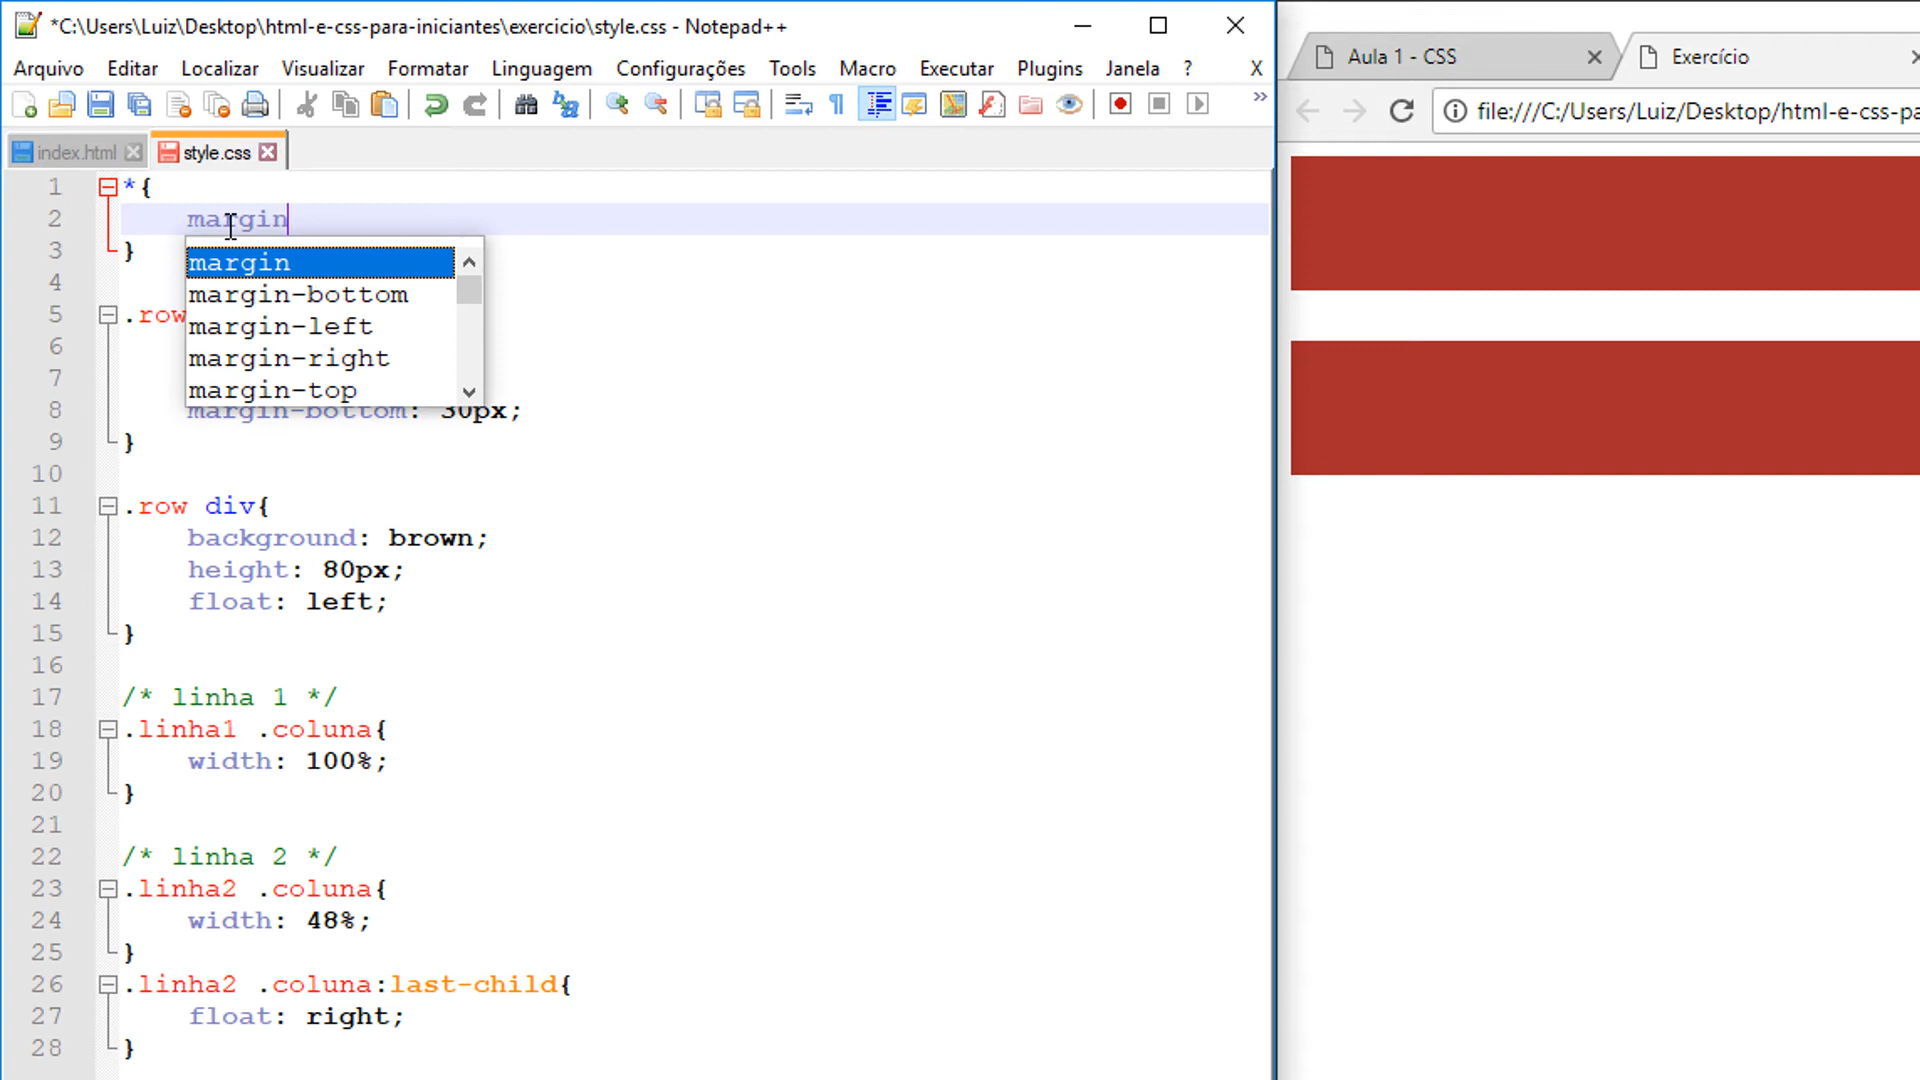 *C:\Users\Luiz\Desktop\html-e-css-para-iniciantes\exercicio\style.css - Notepad++
Arquivo Editar Localizar Visualizar Formatar Linguagem Configurações Tools Macro Executar Plugins Janela ? X
index.html style.css
1 *{
2 margin
3 }
margin
margin-bottom
margin-left
margin-right
margin-top
4
5 .row
6
7
8 margin-bottom: 30px;
9 }
10
11 .row div{
12 background: brown;
13 height: 80px;
14 float: left;
15 }
16
17 /* linha 1 */
18 .linha1 .coluna{
19 width: 100%;
20 }
21
22 /* linha 2 */
23 .linha2 .coluna{
24 width: 48%;
25 }
26 .linha2 .coluna:last-child{
27 float: right;
28 }
Aula 1 - CSS Exercício
file:///C:/Users/Luiz/Desktop/html-e-css-pa